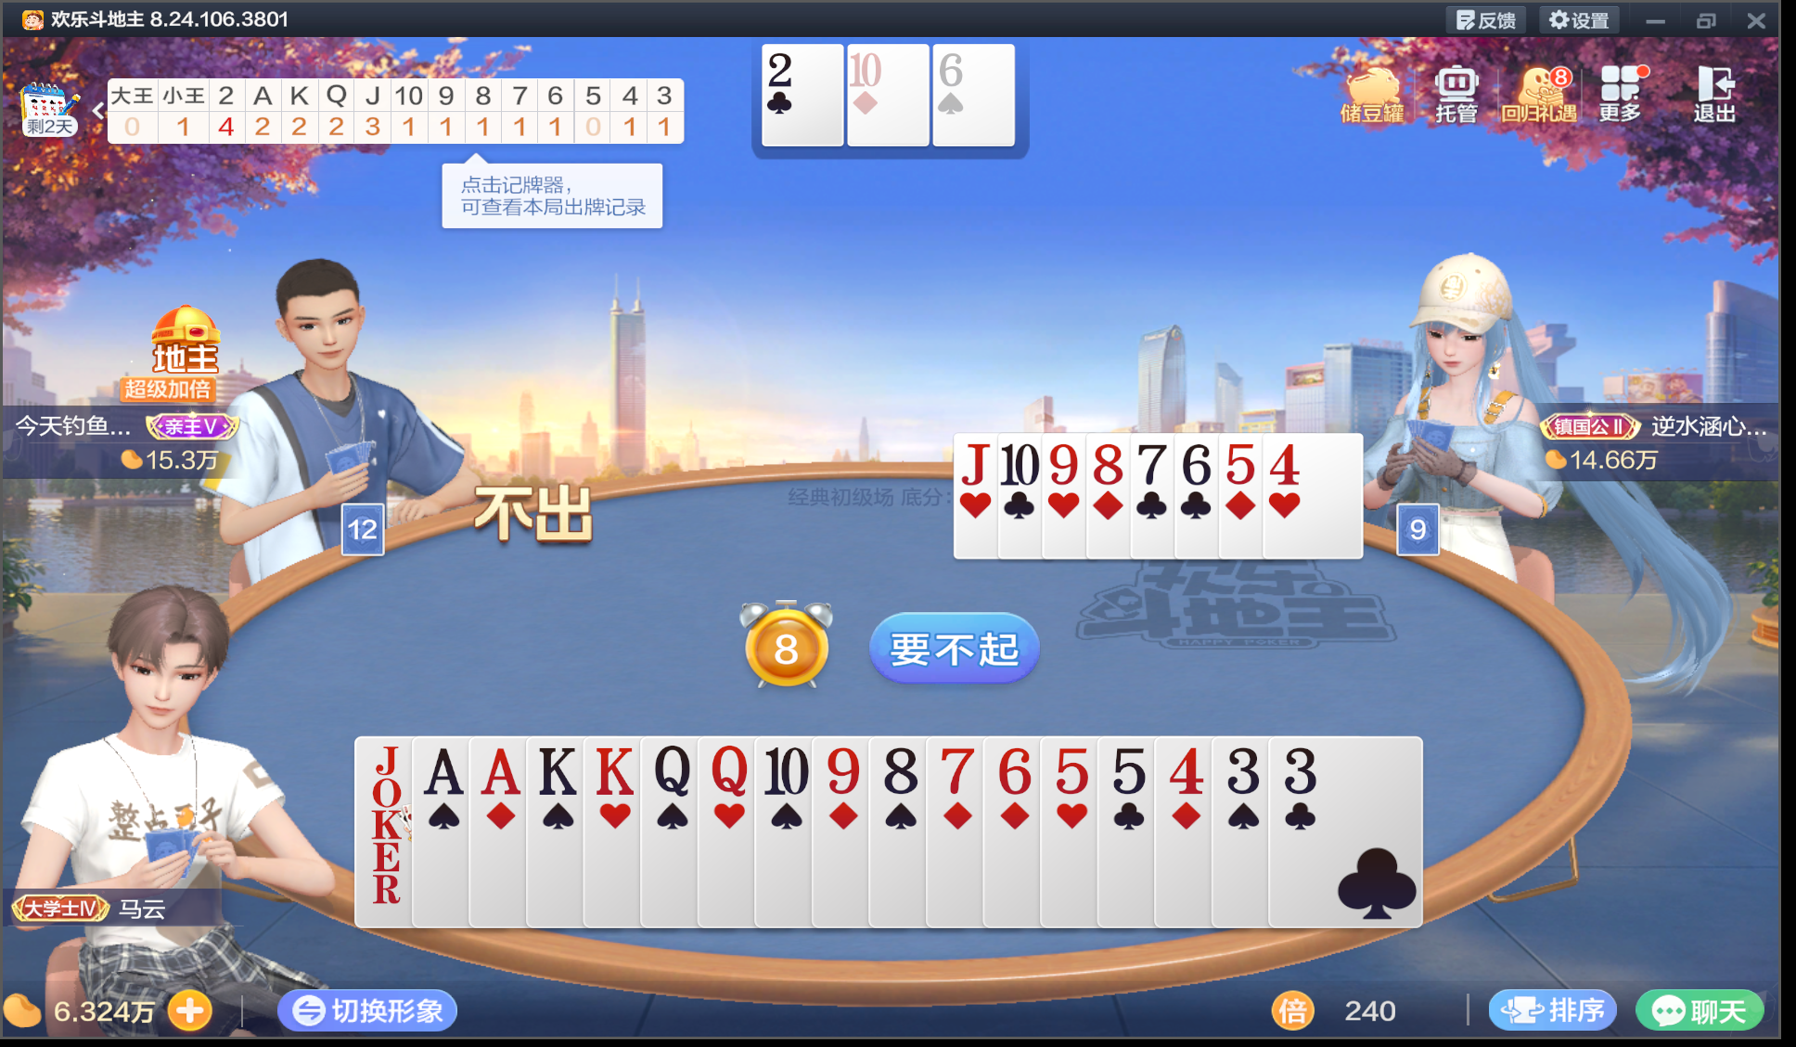 欢乐斗地主 8.24.106.3801
反馈
设置
剩2天
大王 小王 2 A K Q J 10 9 8 7 6 5 4 3
0 1 4 2 2 2 3 1 1 1 1 1 0 1 1
2 10 6
储豆罐
托管
回归礼遇
8
更多
退出
点击记牌器，
可查看本局出牌记录
地主
超级加倍
今天钓鱼... 亲王V
15.3万
镇国公II 逆水涵心...
14.66万
12
不出
经典初级场 底分:
J 10 9 8 7 6 5 4
9
欢乐
斗地主
HAPPY POKER
8
要不起
JOKER A A K K Q Q 10 9 8 7 6 5 5 4 3 3
大学士IV 马云
6.324万
切换形象
倍 240
排序
聊天